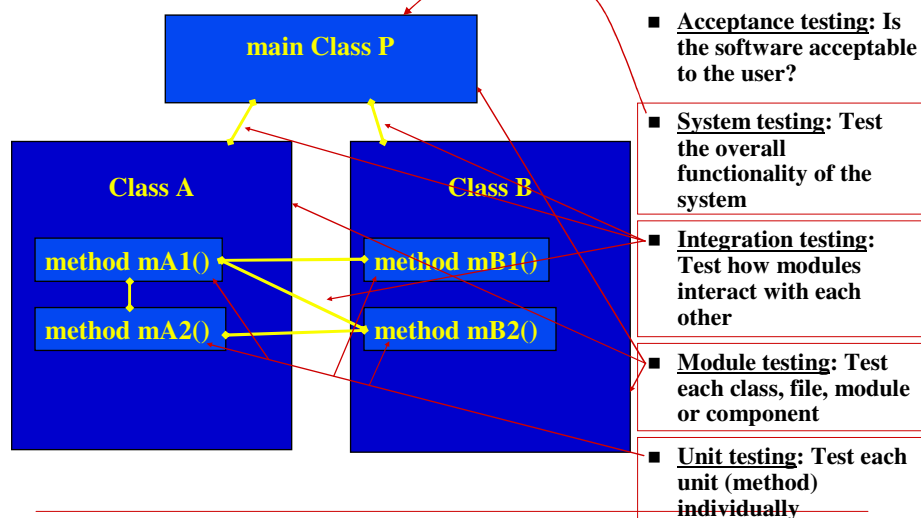 main Class P
Class A
method mA1()
method mA2()
Class B
method mB1()
method mB2()
■ Acceptance testing: Is
the software acceptable
to the user?
■ System testing: Test
the overall
functionality of the
system
■ Integration testing:
Test how modules
interact with each
other
■ Module testing: Test
each class, file, module
or component
■ Unit testing: Test each
unit (method)
individually